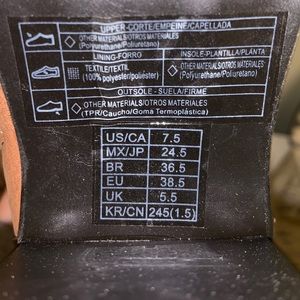 UPPER-CORTE/EMPEINE/CAPELLADA
OTHER MATERIALS/OTROS MATERIALES
(Polyurethane/Poliuretano)
LINING-FORRO
INSOLE-PLANTILLA/PLANTA
TEXTILE/TEXTIL
(100% polyester/poliéster)
OTHER MATERIALS/OTROS MATERIALES
(Polyurethane/Poliuretano)
OUTSOLE - SUELA/FIRME
OTHER MATERIALS/OTROS MATERIALES
(TPR/Caucho/Goma Termoplástica)
US/CA 7.5
MX/JP 24.5
BR 36.5
EU 38.5
UK 5.5
KR/CN 245(1.5)